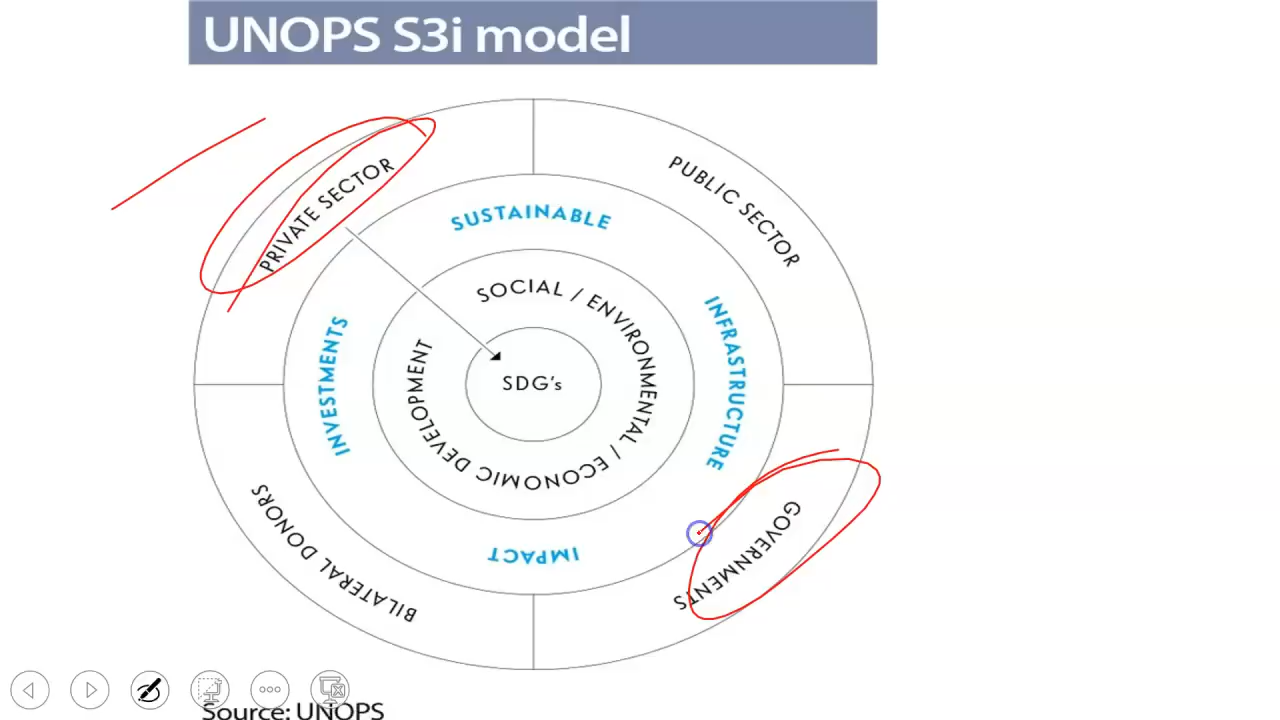 UNOPS S3i model
PRIVATE SECTOR
PUBLIC SECTOR
SUSTAINABLE
INFRASTRUCTURE
INVESTMENTS
SOCIAL / ENVIRONMENTAL / ECONOMIC DEVELOPMENT
SDG's
IMPACT
BILATERAL DONORS
GOVERNMENTS
Source: UNOPS